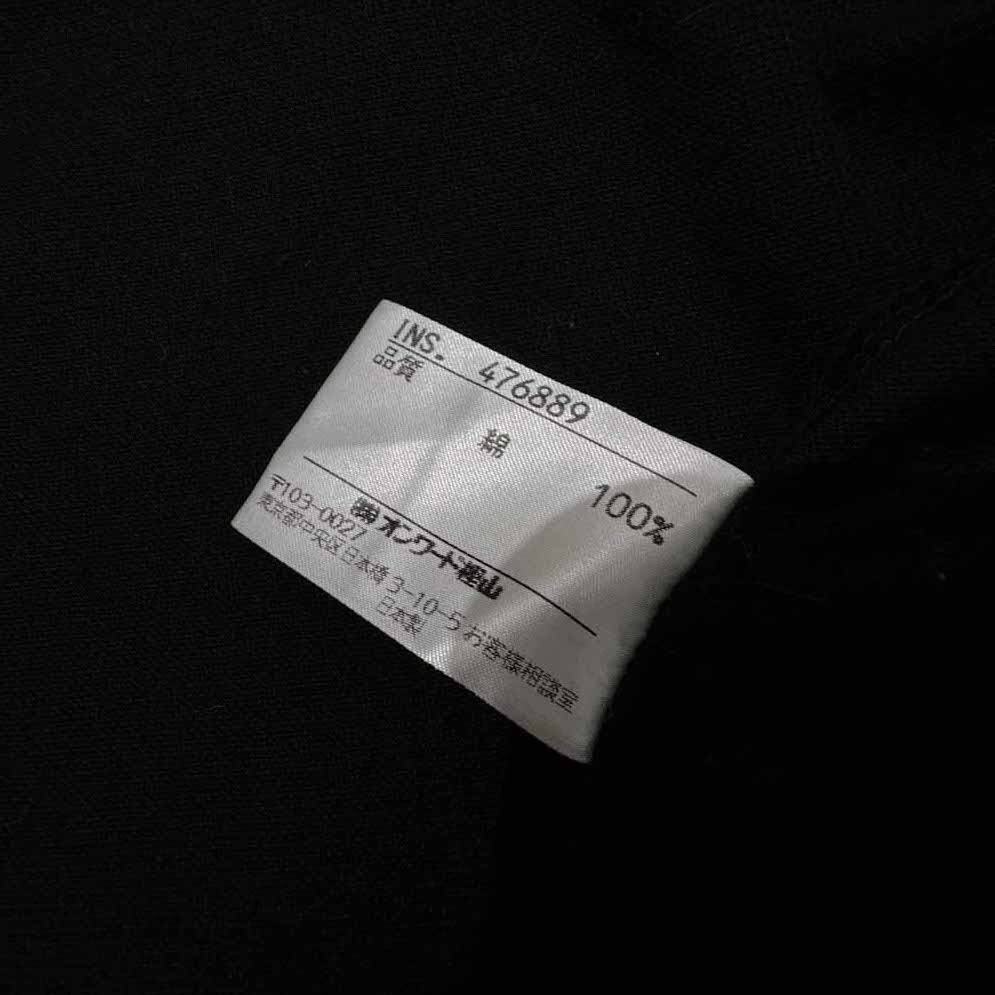 INS. 476889
品質
綿
100%
㈱オンワード樫山
〒103-0027
東京都中央区日本橋3-10-5お客様相談室
日本製